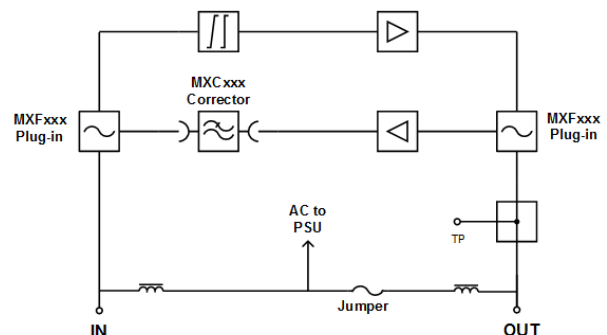 MXCxxx
Corrector
MXFxxx
Plug-in
MXFxxx
Plug-in
AC to
PSU
TP
Jumper
IN
OUT